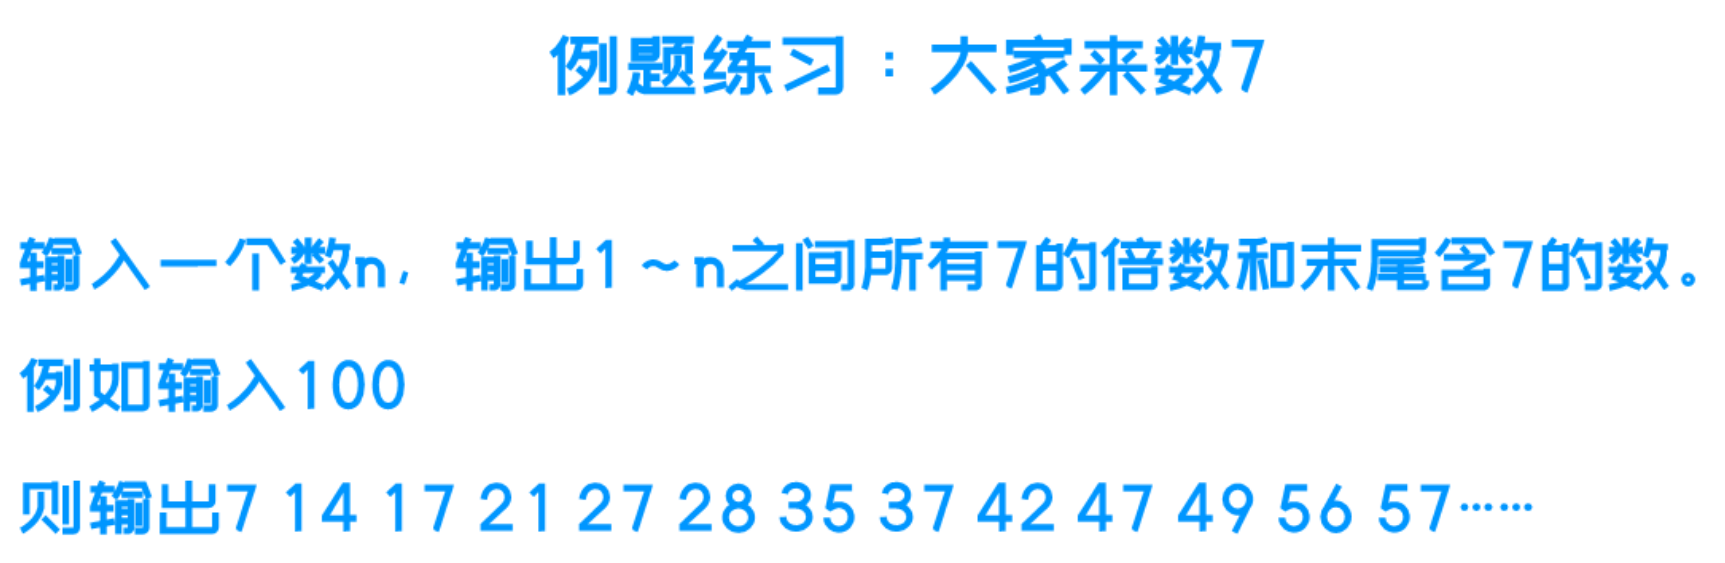 例题练习：大家来数7
输入一个数n，输出1~n之间所有7的倍数和末尾含7的数。
例如输入100
则输出7 14 17 21 27 28 35 37 42 47 49 56 57……